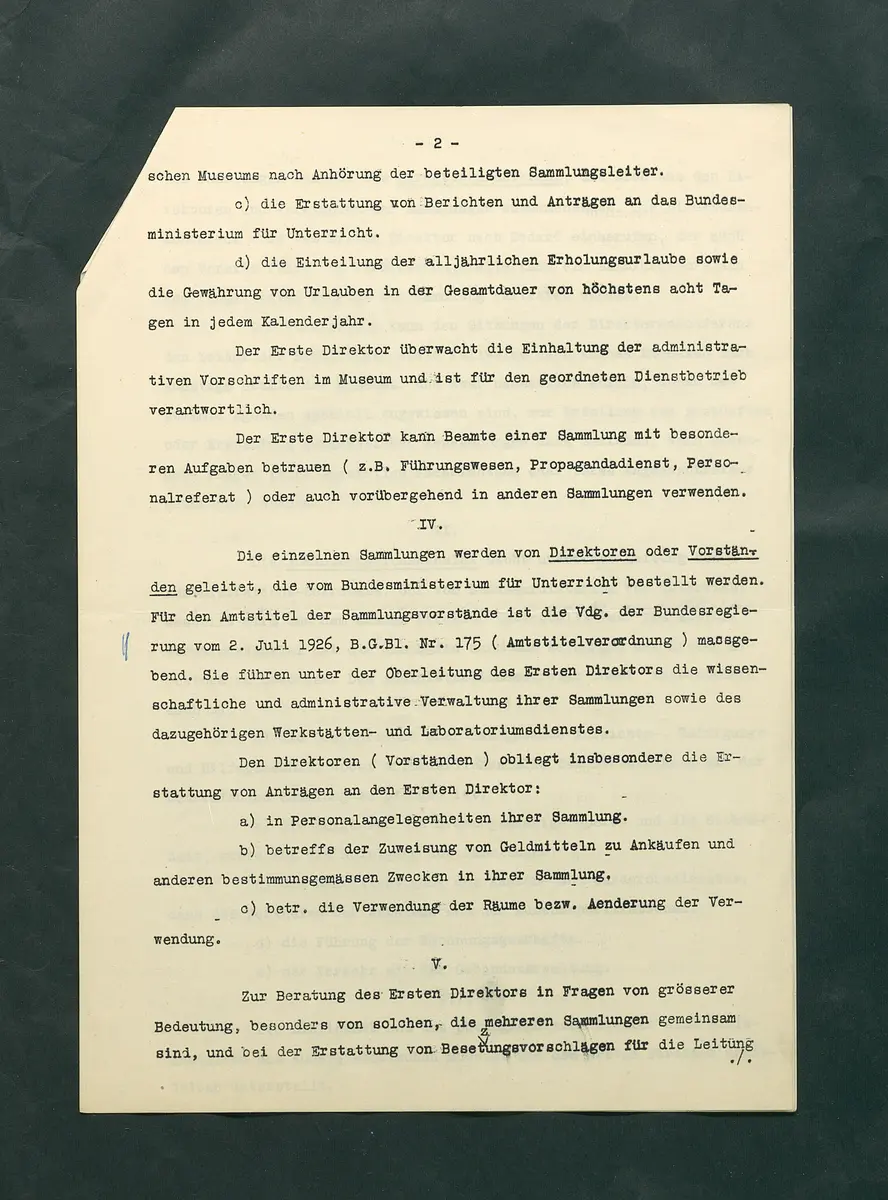 - 2 -
schen Museums nach Anhörung der beteiligten Sammlungsleiter.
c) die Erstattung von Berichten und Anträgen an das Bundes-
ministerium für Unterricht.
d) die Einteilung der alljährlichen Erholungsurlaube sowie
die Gewährung von Urlauben in der Gesamtdauer von höchstens acht Ta-
gen in jedem Kalenderjahr.
Der Erste Direktor überwacht die Einhaltung der administra-
tiven Vorschriften im Museum und ist für den geordneten Dienstbetrieb
verantwortlich.
Der Erste Direktor kann Beamte einer Sammlung mit besonde-
ren Aufgaben betrauen ( z.B. Führungswesen, Propagandadienst, Perso-
nalreferat ) oder auch vorübergehend in anderen Sammlungen verwenden.
IV.
Die einzelnen Sammlungen werden von Direktoren oder Vorstän-
den geleitet, die vom Bundesministerium für Unterricht bestellt werden.
Für den Amtstitel der Sammlungsvorstände ist die Vdg. der Bundesregie-
rung vom 2. Juli 1926, B.G.Bl. Nr. 175 ( Amtstitelverordnung ) massge-
bend. Sie führen unter der Oberleitung des Ersten Direktors die wissen-
schaftliche und administrative Verwaltung ihrer Sammlungen sowie des
dazugehörigen Werkstätten- und Laboratoriumsdienstes.
Den Direktoren ( Vorständen ) obliegt insbesondere die Er-
stattung von Anträgen an den Ersten Direktor:
a) in Personalangelegenheiten ihrer Sammlung.
b) betreffs der Zuweisung von Geldmitteln zu Ankäufen und
anderen bestimmunsgemässen Zwecken in ihrer Sammlung.
c) betr. die Verwendung der Räume bezw. Aenderung der Ver-
wendung.
V.
Zur Beratung des Ersten Direktors in Fragen von grösserer
Bedeutung, besonders von solchen, die mehreren Sammlungen gemeinsam
sind, und bei der Erstattung von Besetzungsvorschlägen für die Leitung
./.